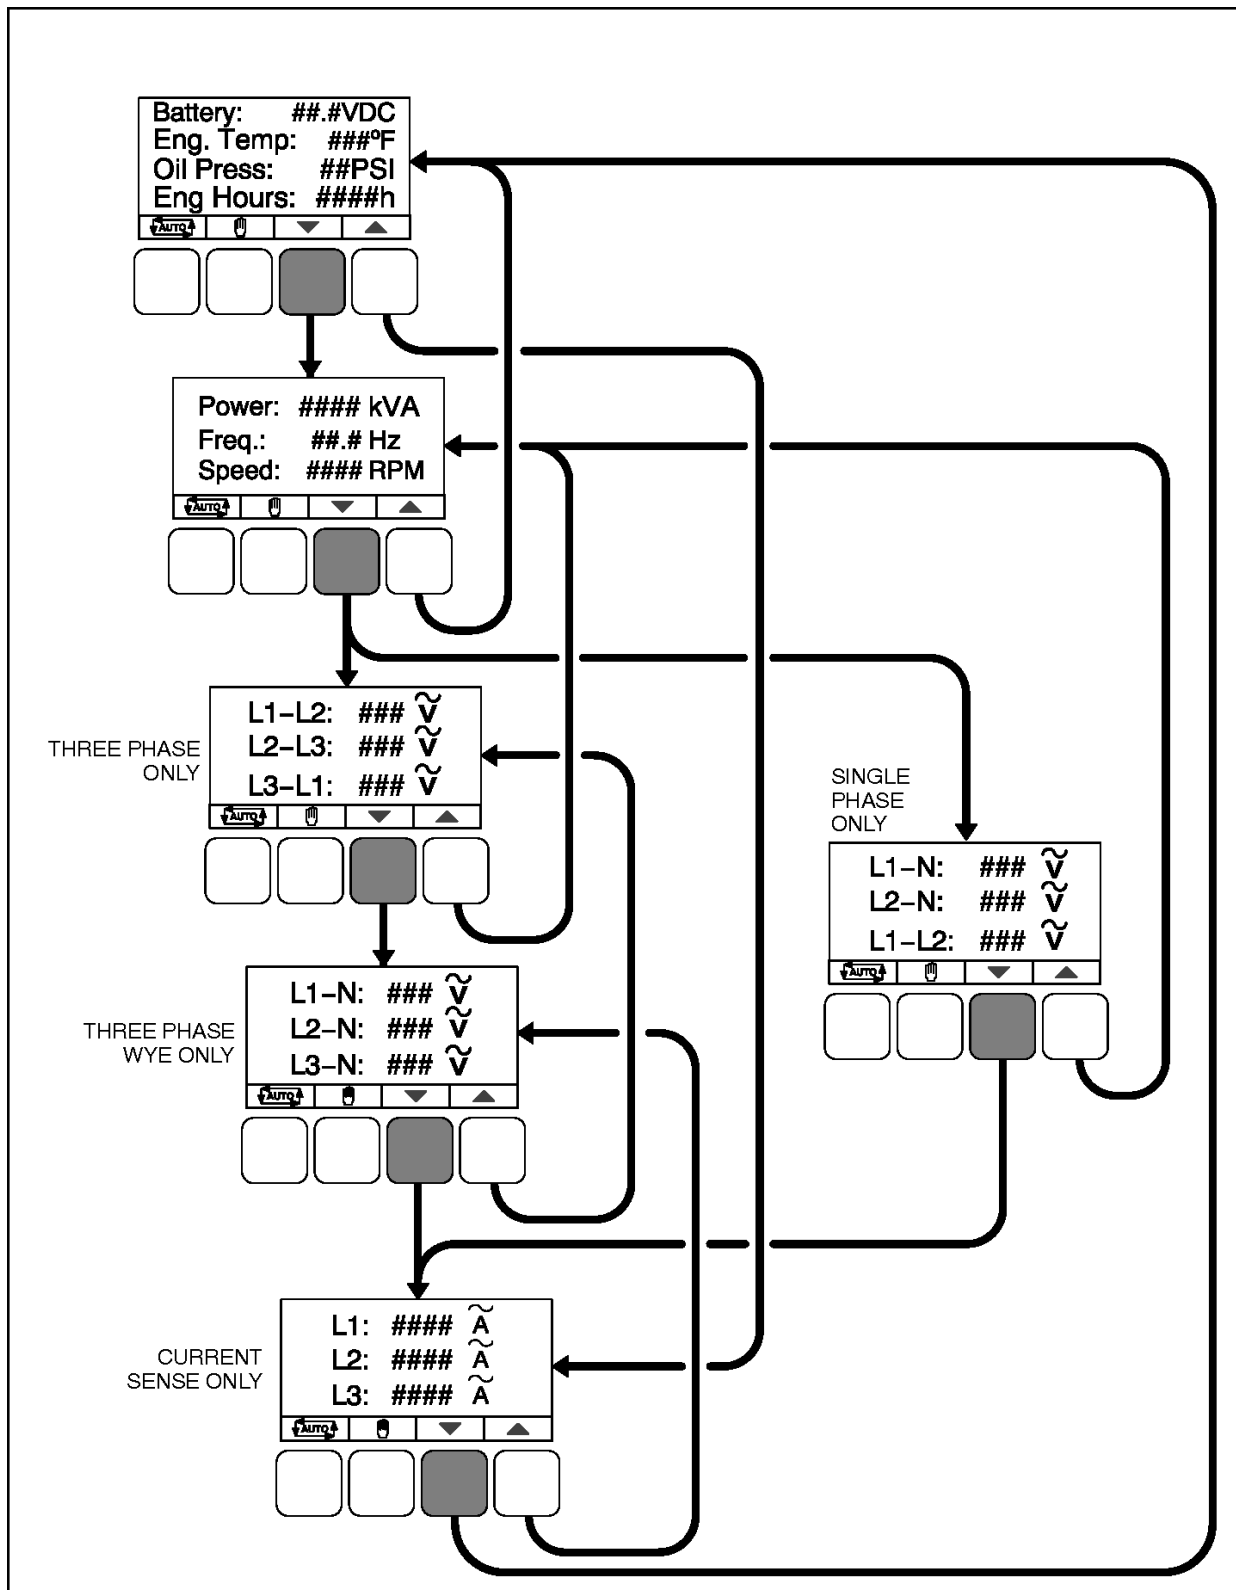 Battery: ##.#VDC
Eng. Temp: ###ºF
Oil Press: ##PSI
Eng Hours: ####h
AUTO
Power: #### kVA
Freq.: ##.# Hz
Speed: #### RPM
AUTO
THREE PHASE
ONLY
L1–L2: ### V
L2–L3: ### V
L3–L1: ### V
AUTO
SINGLE
PHASE
ONLY
L1–N: ### V
L2–N: ### V
L1–L2: ### V
AUTO
THREE PHASE
WYE ONLY
L1–N: ### V
L2–N: ### V
L3–N: ### V
AUTO
CURRENT
SENSE ONLY
L1: #### A
L2: #### A
L3: #### A
AUTO